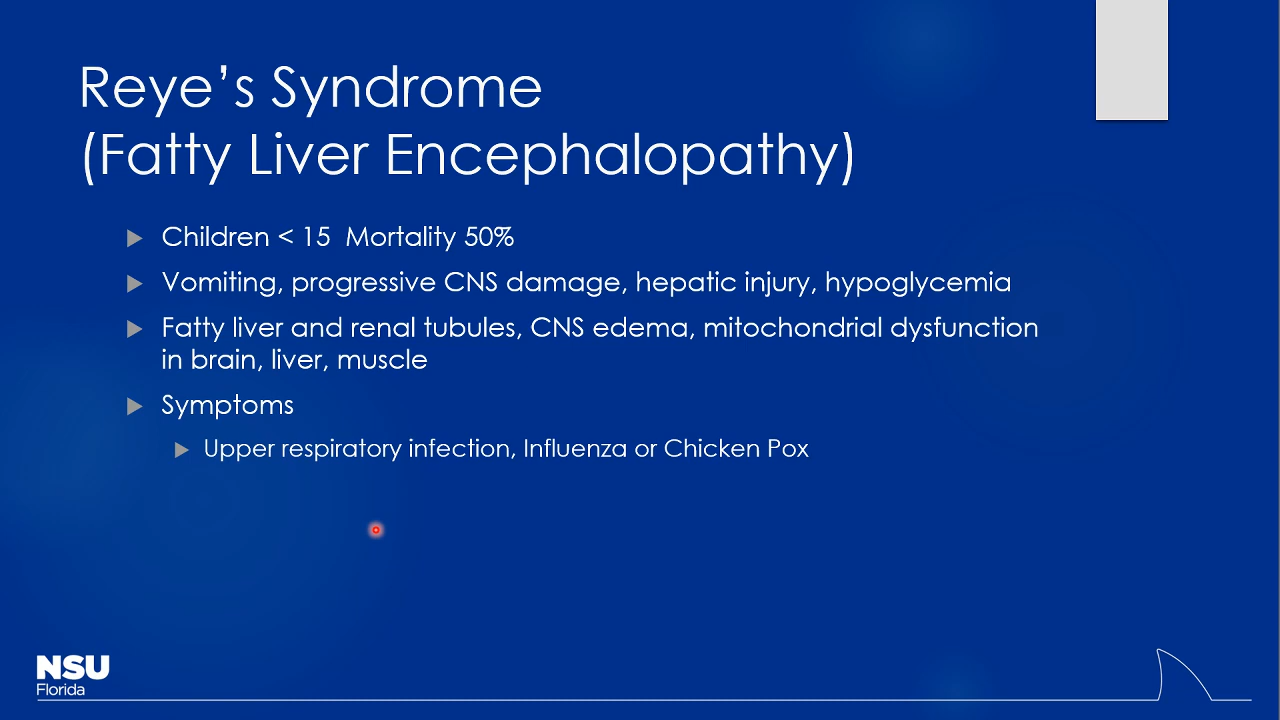 Reye’s Syndrome
(Fatty Liver Encephalopathy)
Children < 15  Mortality 50%
Vomiting, progressive CNS damage, hepatic injury, hypoglycemia
Fatty liver and renal tubules, CNS edema, mitochondrial dysfunction
in brain, liver, muscle
Symptoms
Upper respiratory infection, Influenza or Chicken Pox
NSU
Florida